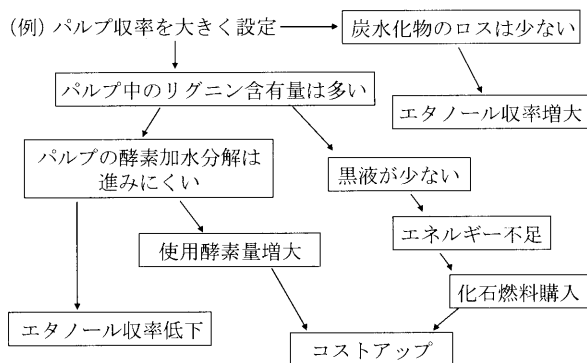 (例) パルプ収率を大きく設定
炭水化物のロスは少ない
パルプ中のリグニン含有量は多い
エタノール収率増大
パルプの酵素加水分解は
進みにくい
黒液が少ない
使用酵素量増大
エネルギー不足
化石燃料購入
エタノール収率低下
コストアップ